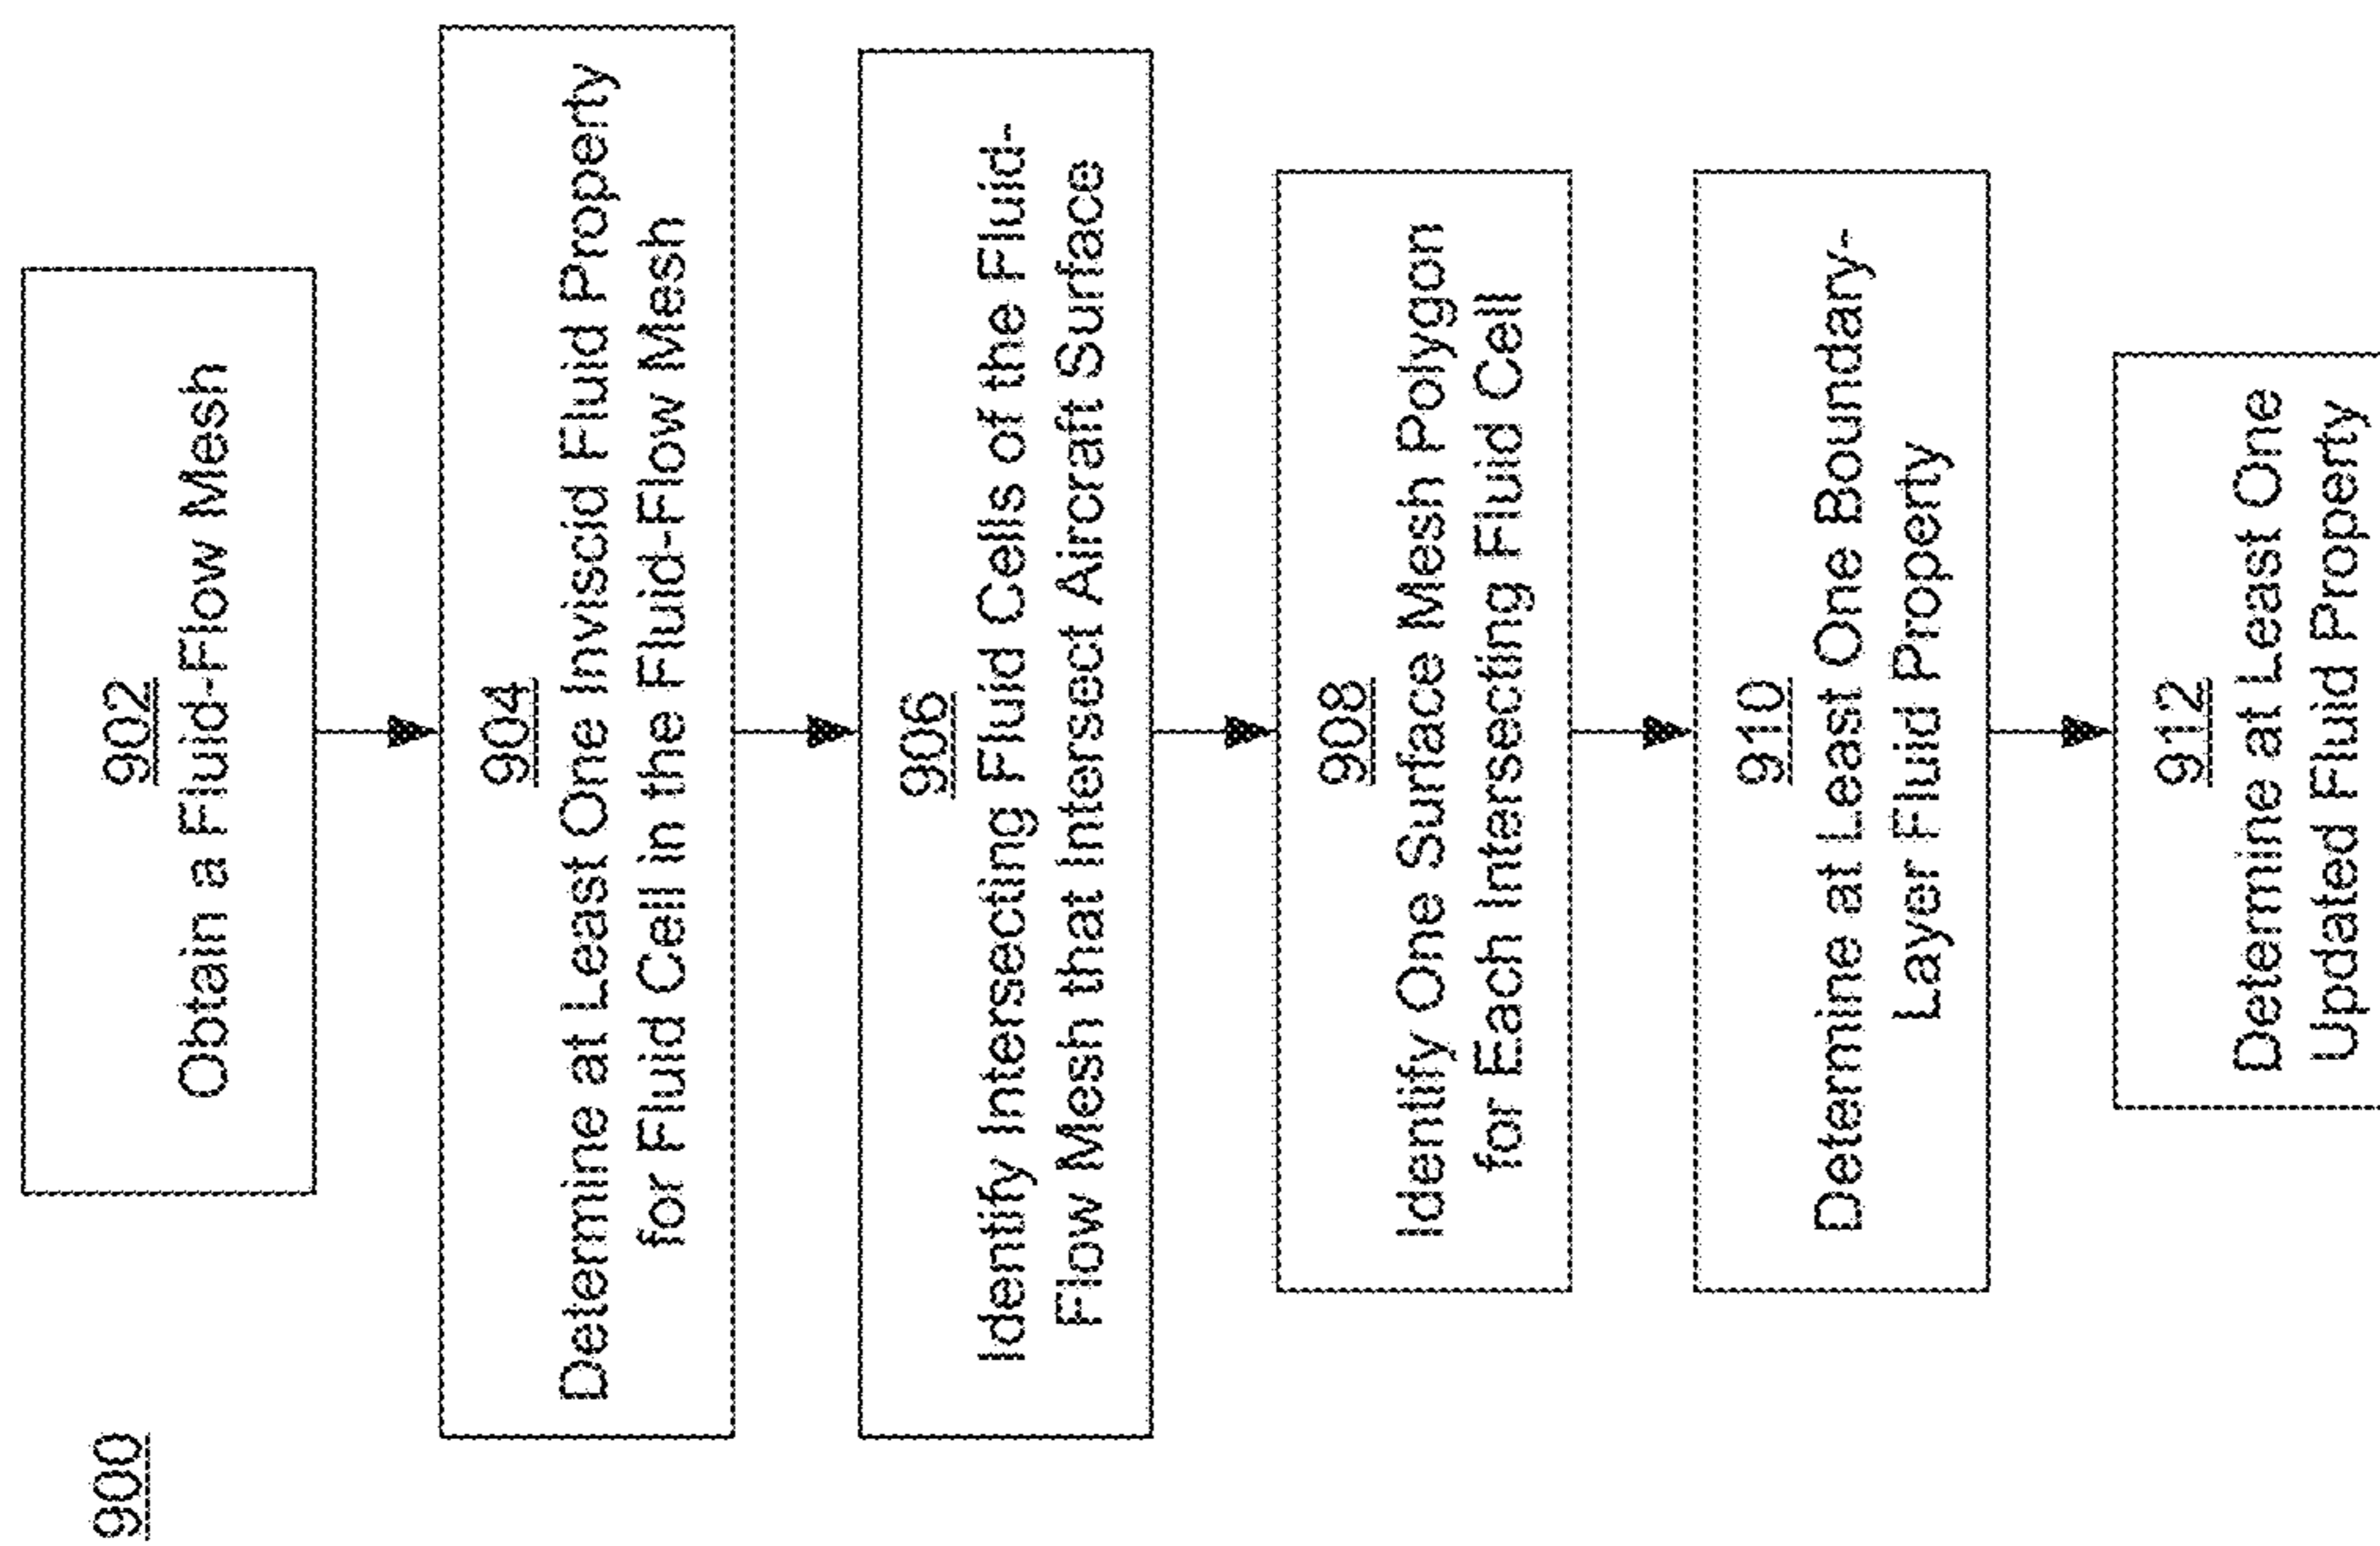 900
902
Obtain a Fluid-Flow Mesh
904
Determine at Least One Inviscid Fluid Property
for Fluid Cell in the Fluid-Flow Mesh
906
Identify Intersecting Fluid Cells of the Fluid-
Flow Mesh that Intersect Aircraft Surface
908
Identify One Surface Mesh Polygon
for Each Intersecting Fluid Cell
910
Determine at Least One Boundary-
Layer Fluid Property
912
Determine at Least One
Updated Fluid Property